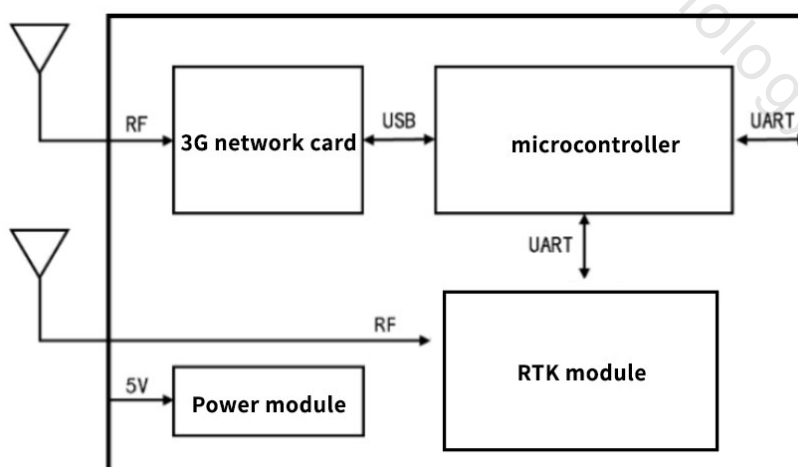 RF
3G network card
USB
microcontroller
UART
UART
RF
RTK module
5V
Power module